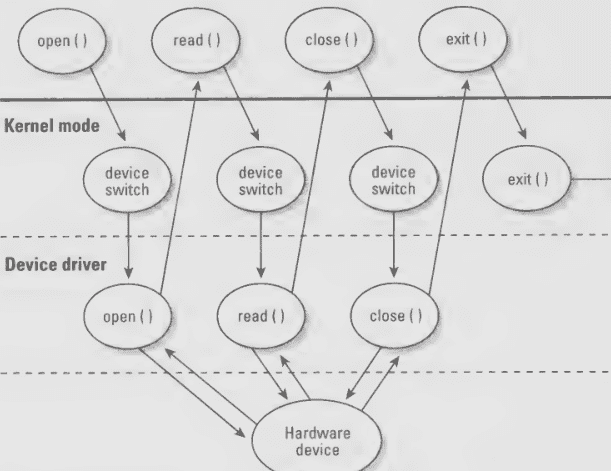 open ( )
read ( )
close ( )
exit ( )
Kernel mode
device
switch
device
switch
device
switch
exit ( )
Device driver
open ( )
read ( )
close ( )
Hardware
device